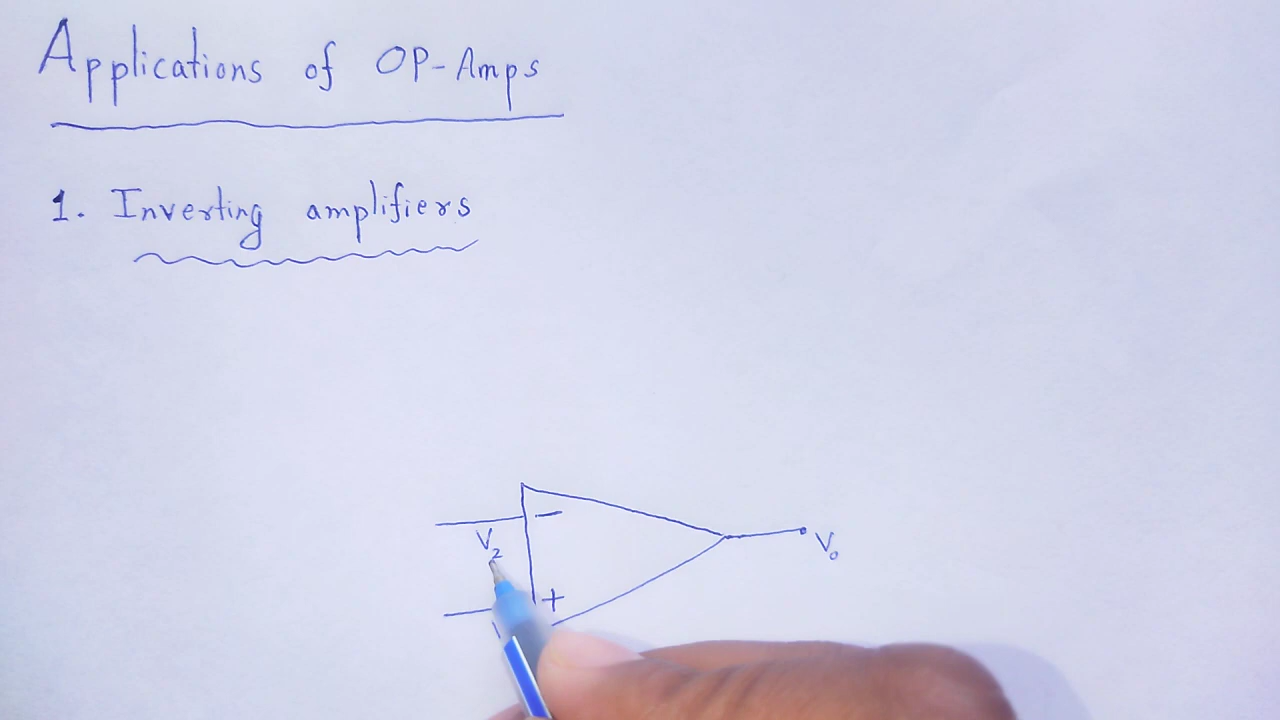 Applications of OP-Amps
1. Inverting amplifiers
−
V₂
V₀
+